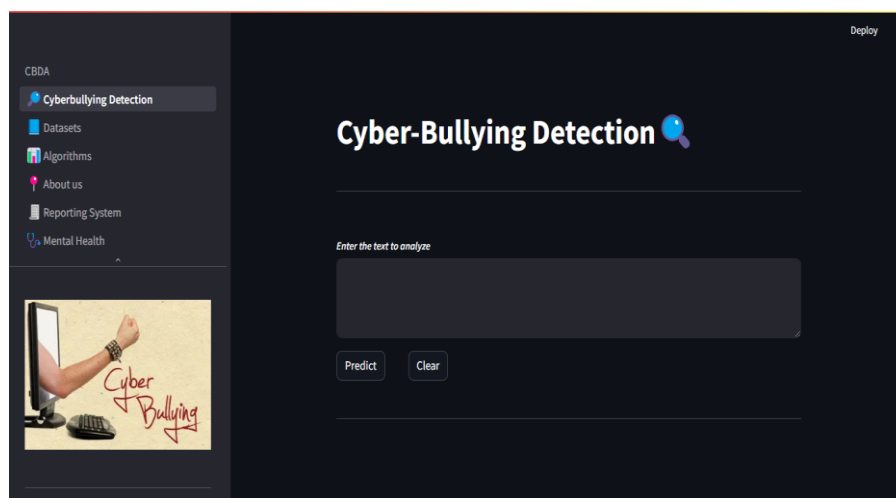 Deploy
CBDA
Cyberbullying Detection
Datasets
Algorithms
About us
Reporting System
Mental Health
Cyber
Bullying
Cyber-Bullying Detection
Enter the text to analyze
Predict
Clear